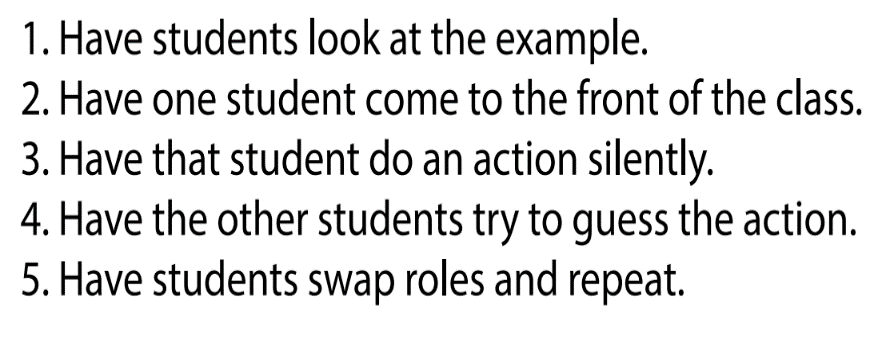 1. Have students look at the example.
2. Have one student come to the front of the class.
3. Have that student do an action silently.
4. Have the other students try to guess the action.
5. Have students swap roles and repeat.